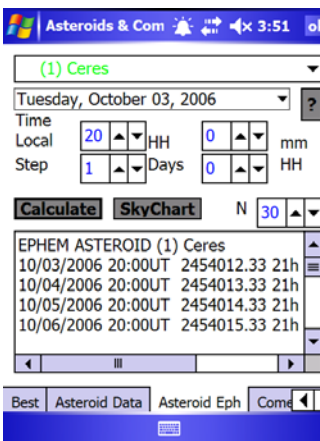 Asteroids & Com 3:51 ok
(1) Ceres
Tuesday, October 03, 2006 ?
Time
Local 20 HH 0 mm
Step 1 Days 0 HH
Calculate SkyChart N 30
EPHEM ASTEROID (1) Ceres
10/03/2006 20:00UT 2454012.33 21h
10/04/2006 20:00UT 2454013.33 21h
10/05/2006 20:00UT 2454014.33 21h
10/06/2006 20:00UT 2454015.33 21h
Best Asteroid Data Asteroid Eph Come